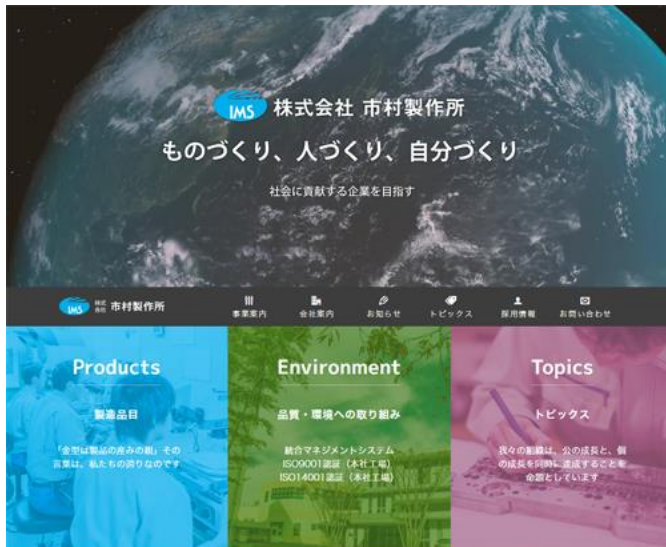 IMS 株式会社 市村製作所
ものづくり、人づくり、自分づくり
社会に貢献する企業を目指す
IMS 株式会社 市村製作所
事業案内 会社案内 お知らせ トピックス 採用情報 お問い合わせ
Products
製造品目
「金型は製品の産みの親」その
言葉は、私たちの誇りなのです
Environment
品質・環境への取り組み
統合マネジメントシステム
ISO9001認証（本社工場）
ISO14001認証（本社工場）
Topics
トピックス
我々の組織は、公の成長と、個
の成長を同時に達成することを
命題としています